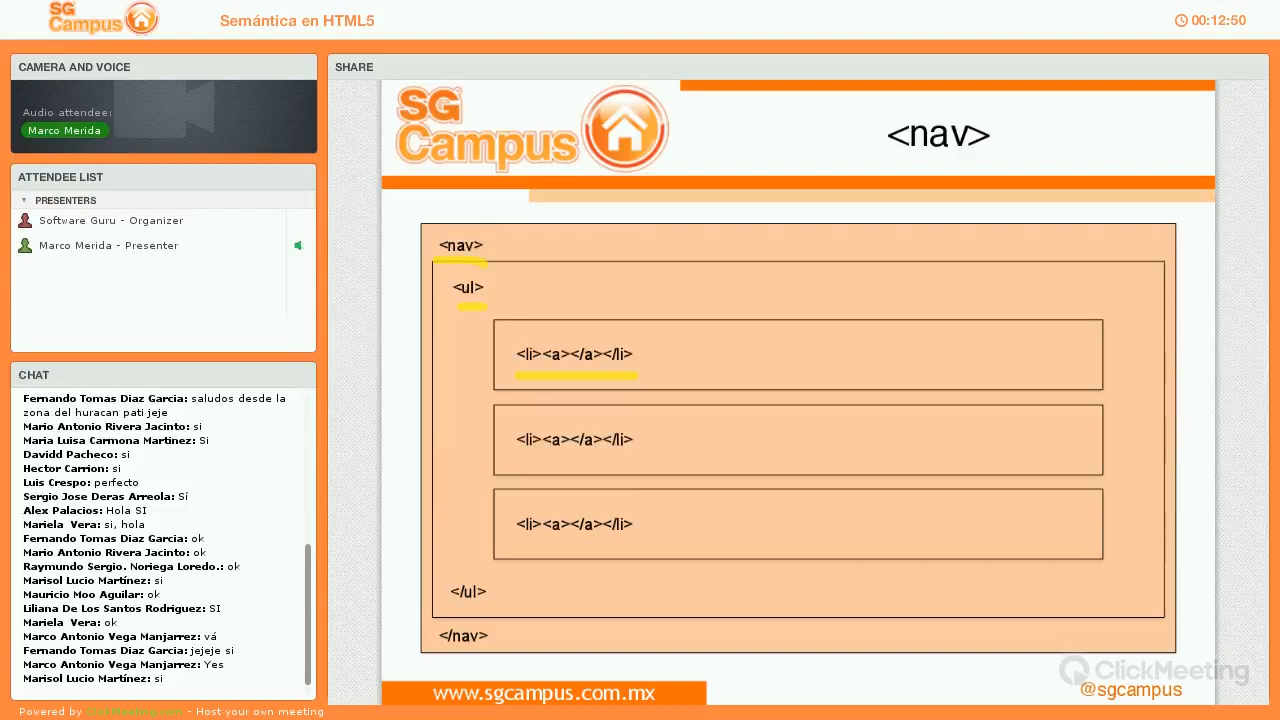 SG
Campus
Semántica en HTML5
00:12:50
CAMERA AND VOICE
Audio attendee:
Marco Merida
ATTENDEE LIST
PRESENTERS
Software Guru - Organizer
Marco Merida - Presenter
CHAT
Fernando Tomas Diaz Garcia: saludos desde la
zona del huracan pati jeje
Mario Antonio Rivera Jacinto: si
Maria Luisa Carmona Martinez: Si
Davidd Pacheco: si
Hector Carrion: si
Luis Crespo: perfecto
Sergio Jose Deras Arreola: Sí
Alex Palacios: Hola SI
Mariela Vera: si, hola
Fernando Tomas Diaz Garcia: ok
Mario Antonio Rivera Jacinto: ok
Raymundo Sergio. Noriega Loredo.: ok
Marisol Lucio Martínez: si
Mauricio Moo Aguilar: ok
Liliana De Los Santos Rodriguez: SI
Mariela Vera: ok
Marco Antonio Vega Manjarrez: vá
Fernando Tomas Diaz Garcia: jejeje si
Marco Antonio Vega Manjarrez: Yes
Marisol Lucio Martínez: si
Powered by ClickMeeting.com - Host your own meeting
SHARE
SG
Campus
<nav>
<nav>
<ul>
<li><a></a></li>
<li><a></a></li>
<li><a></a></li>
</ul>
</nav>
ClickMeeting
www.sgcampus.com.mx
@sgcampus